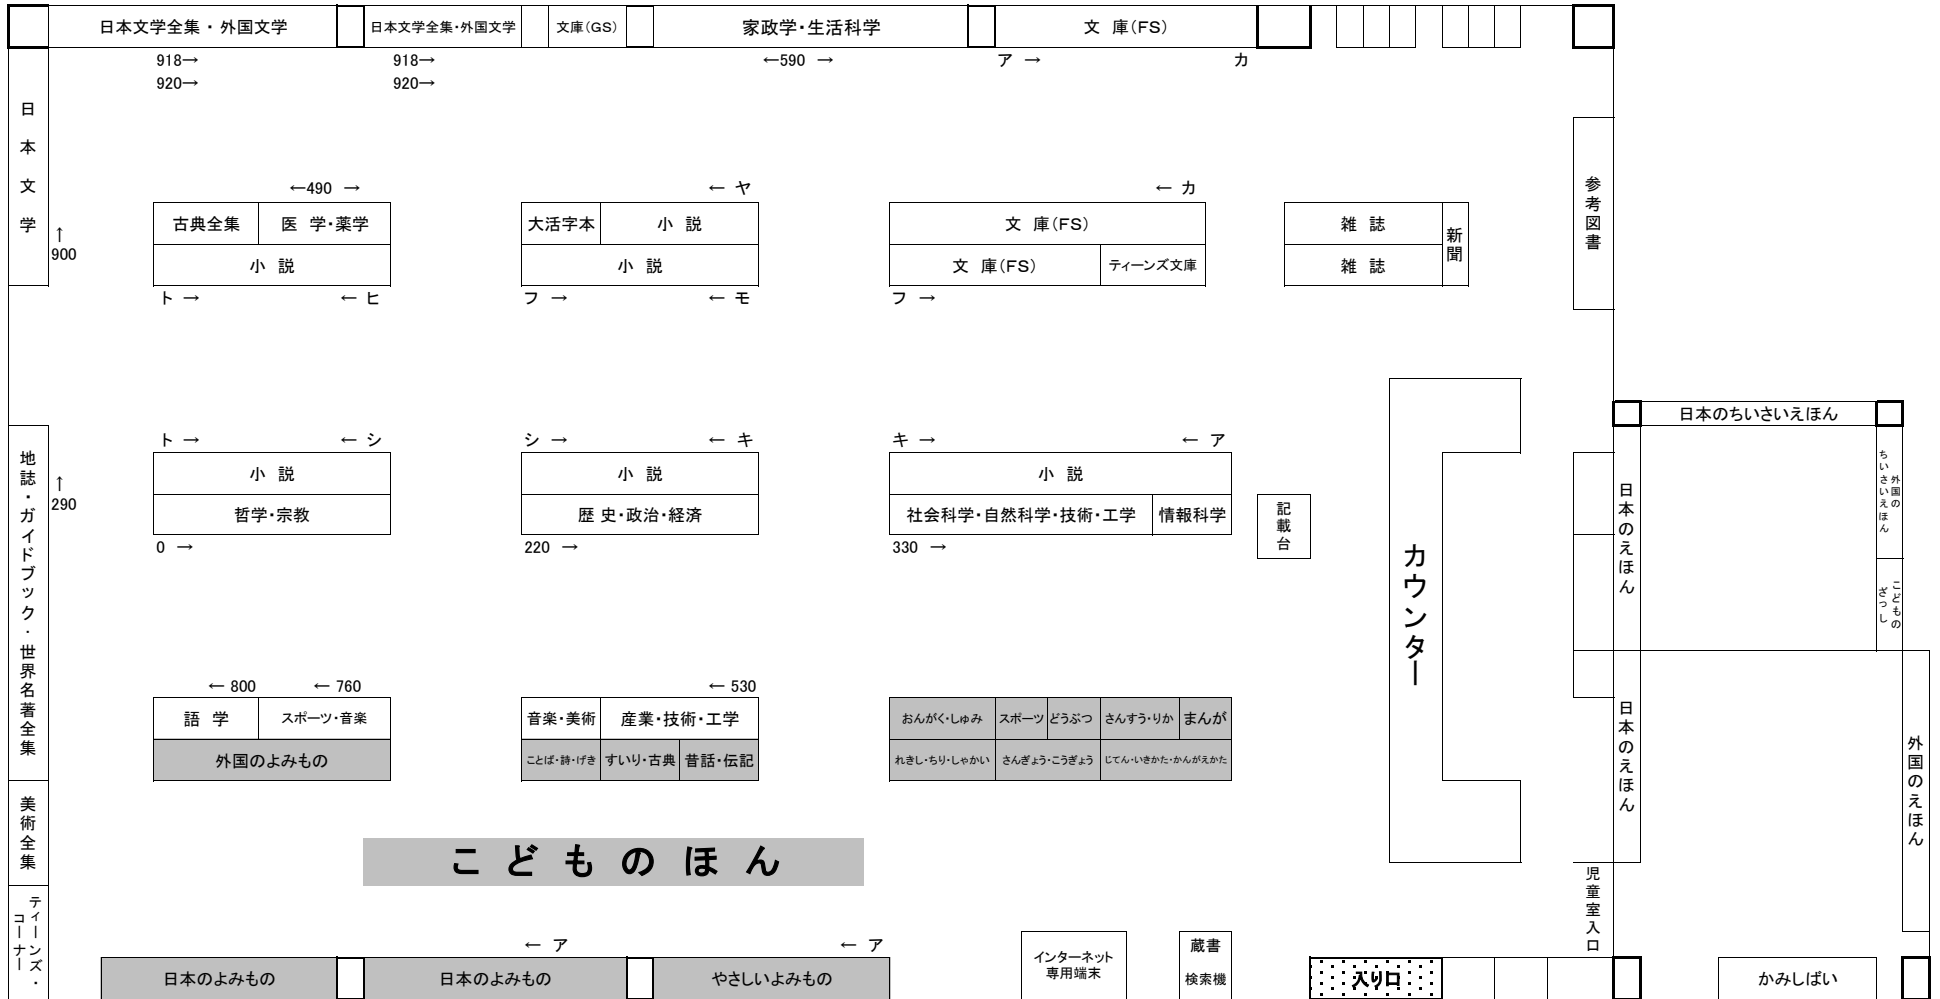 日本文学全集・外国文学
日本文学全集・外国文学
文庫(GS)
家政学・生活科学
文 庫(FS)
918→
918→
←590 →
ア →
カ
920→
920→
日本文学
↑
900
←490 →
← ヤ
← カ
古典全集
医 学・薬学
大活字本
小 説
文 庫(FS)
雑 誌
新聞
参考図書
小 説
小 説
文 庫(FS)
ティーンズ文庫
雑 誌
ト →
← ヒ
フ →
← モ
フ →
地誌・ガイドブック・世界名著全集
↑
290
ト →
← シ
シ →
← キ
キ →
← ア
小 説
小 説
小 説
哲学・宗教
歴 史・政治・経済
社会科学・自然科学・技術・工学
情報科学
記載台
0 →
220 →
330 →
カウンター
日本のちいさいえほん
外国の
ちいさいえほん
日本のえほん
こどもの
ざっし
← 800
← 760
← 530
語 学
スポーツ・音楽
音楽・美術
産業・技術・工学
おんがく・しゅみ
スポーツ
どうぶつ
さんすう・りか
まんが
外国のよみもの
ことば・詩・げき
すいり・古典
昔話・伝記
れきし・ちり・しゃかい
さんぎょう・こうぎょう
じてん・いきかた・かんがえかた
日本のえほん
外国のえほん
美術全集
こどものほん
児童室入口
ティーンズ・
コーナー
← ア
← ア
日本のよみもの
日本のよみもの
やさしいよみもの
インターネット
専用端末
蔵書
検索機
入り口
かみしばい